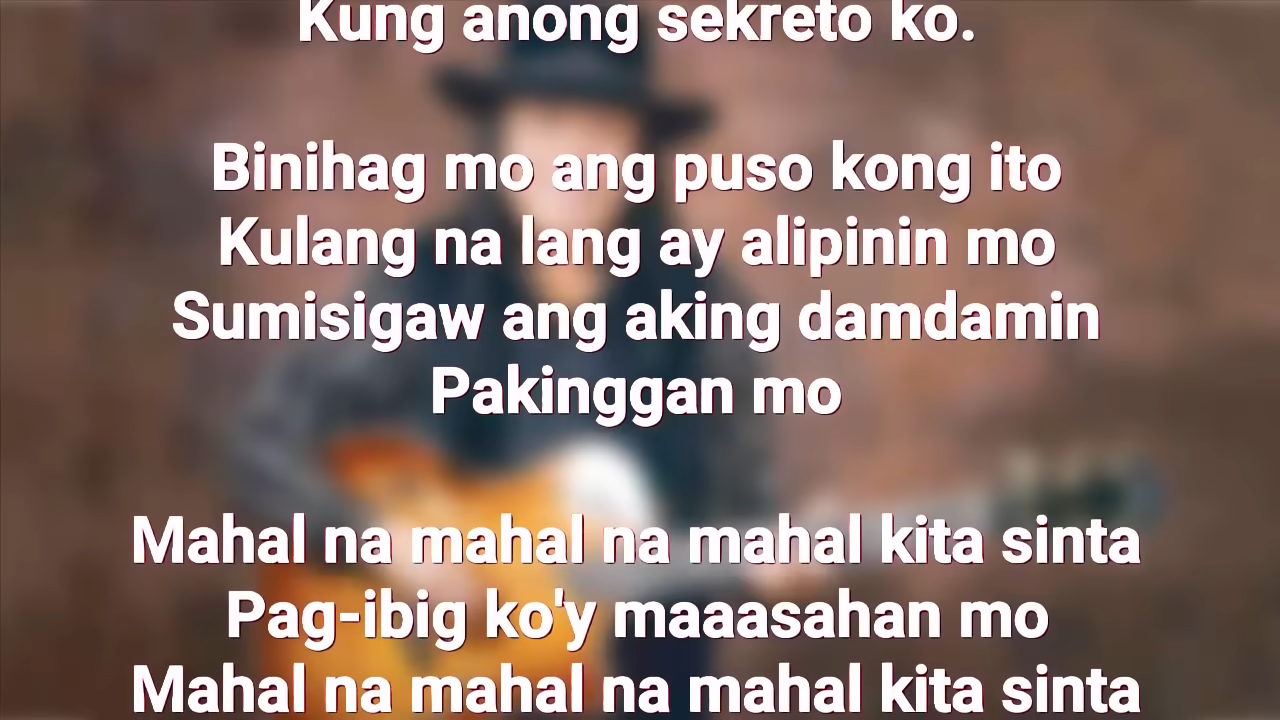 Kung anong sekreto ko.
Binihag mo ang puso kong ito
Kulang na lang ay alipinin mo
Sumisigaw ang aking damdamin
Pakinggan mo
Mahal na mahal na mahal kita sinta
Pag-ibig ko'y maaasahan mo
Mahal na mahal na mahal kita sinta